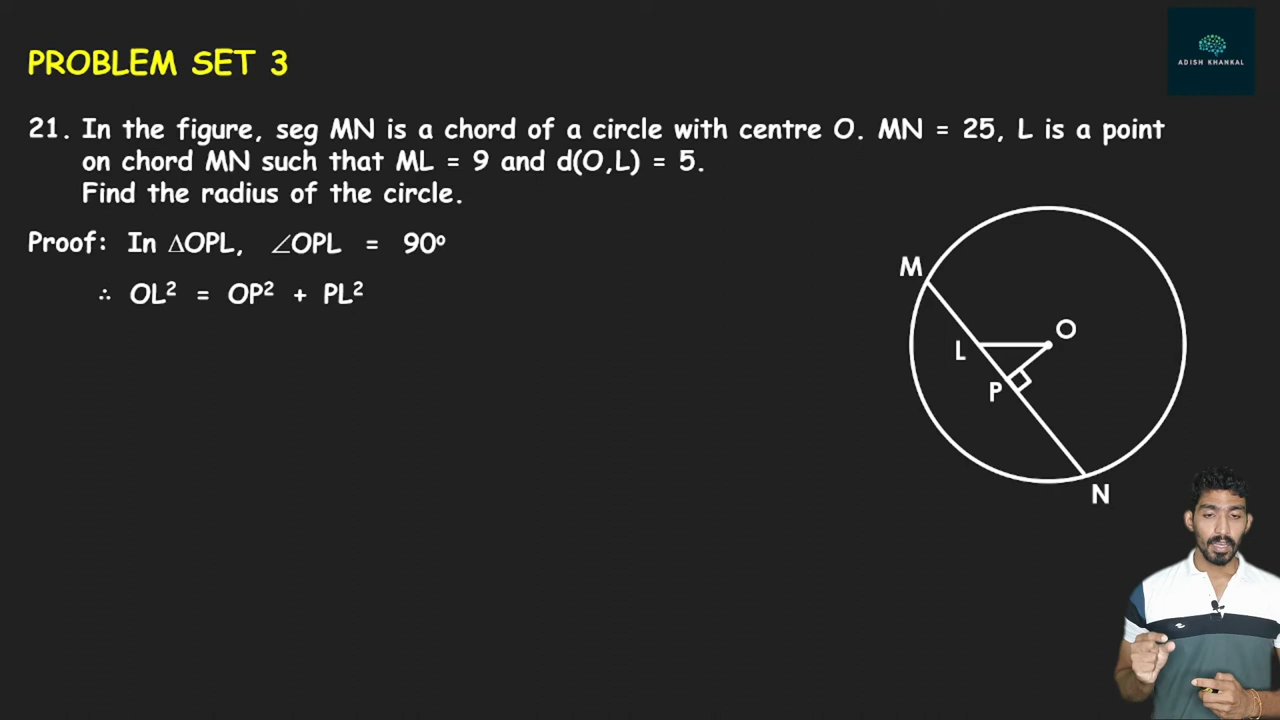 PROBLEM SET 3
ADISH KHANKAL
21. In the figure, seg MN is a chord of a circle with centre O. MN = 25, L is a point
on chord MN such that ML = 9 and d(O,L) = 5.
Find the radius of the circle.
Proof: In ∆OPL, ∠OPL = 90º
∴ OL² = OP² + PL²
M
O
L
P
N